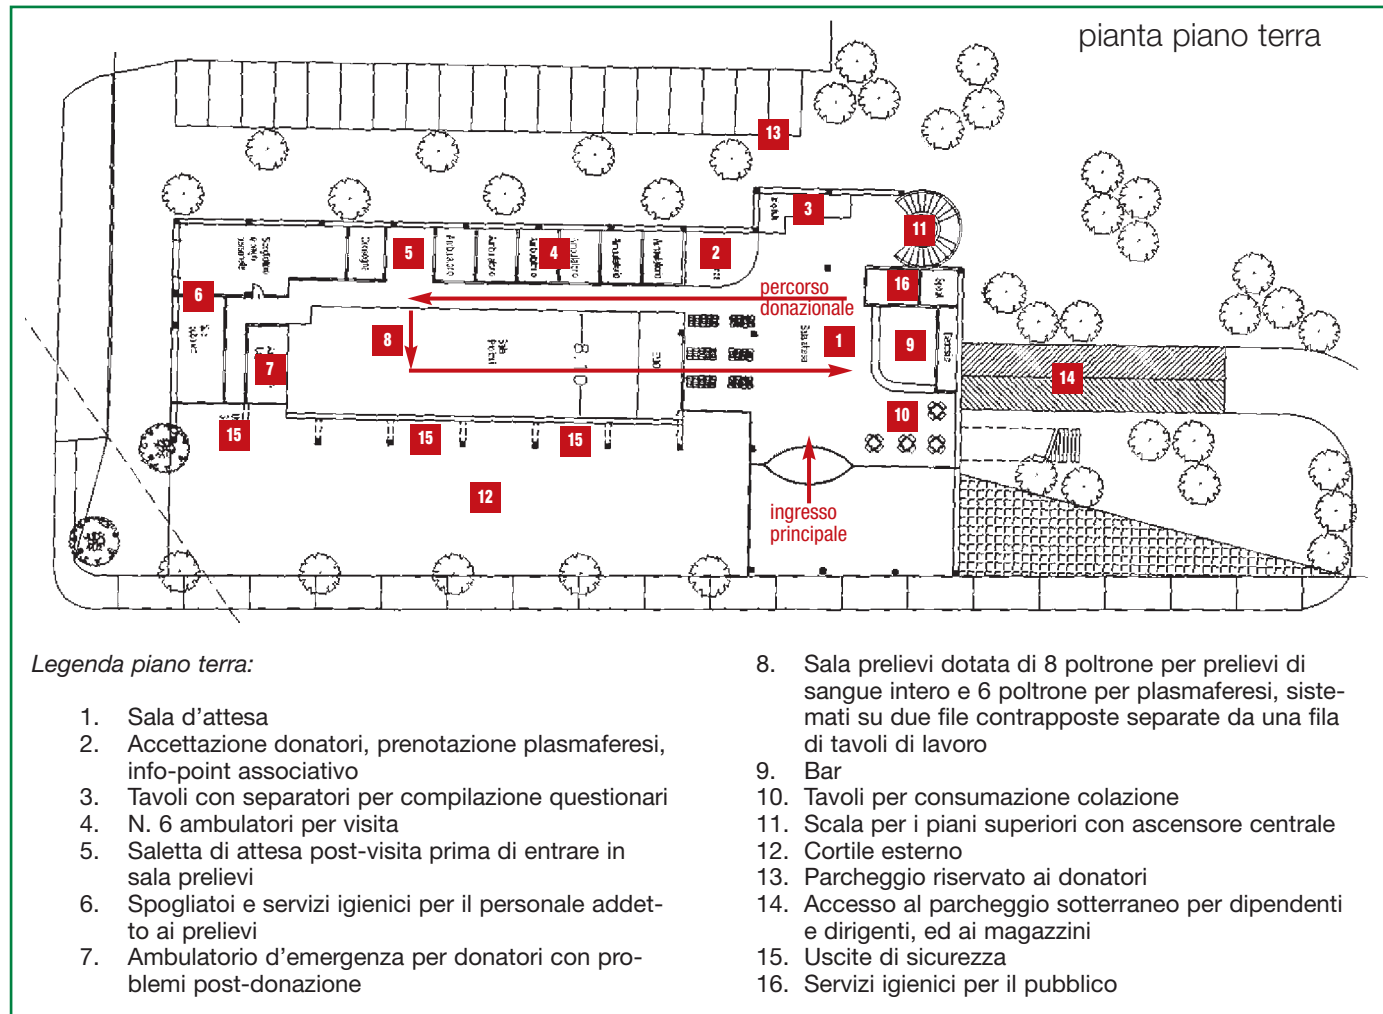 pianta piano terra
13
3
11
5
4
2
16
6
percorso
donazionale
8
1
9
7
14
10
15
15
15
12
ingresso
principale
Legenda piano terra:
1. Sala d'attesa
2. Accettazione donatori, prenotazione plasmaferesi,
info-point associativo
3. Tavoli con separatori per compilazione questionari
4. N. 6 ambulatori per visita
5. Saletta di attesa post-visita prima di entrare in
sala prelievi
6. Spogliatoi e servizi igienici per il personale addet-
to ai prelievi
7. Ambulatorio d'emergenza per donatori con pro-
blemi post-donazione
8. Sala prelievi dotata di 8 poltrone per prelievi di
sangue intero e 6 poltrone per plasmaferesi, siste-
mati su due file contrapposte separate da una fila
di tavoli di lavoro
9. Bar
10. Tavoli per consumazione colazione
11. Scala per i piani superiori con ascensore centrale
12. Cortile esterno
13. Parcheggio riservato ai donatori
14. Accesso al parcheggio sotterraneo per dipendenti
e dirigenti, ed ai magazzini
15. Uscite di sicurezza
16. Servizi igienici per il pubblico